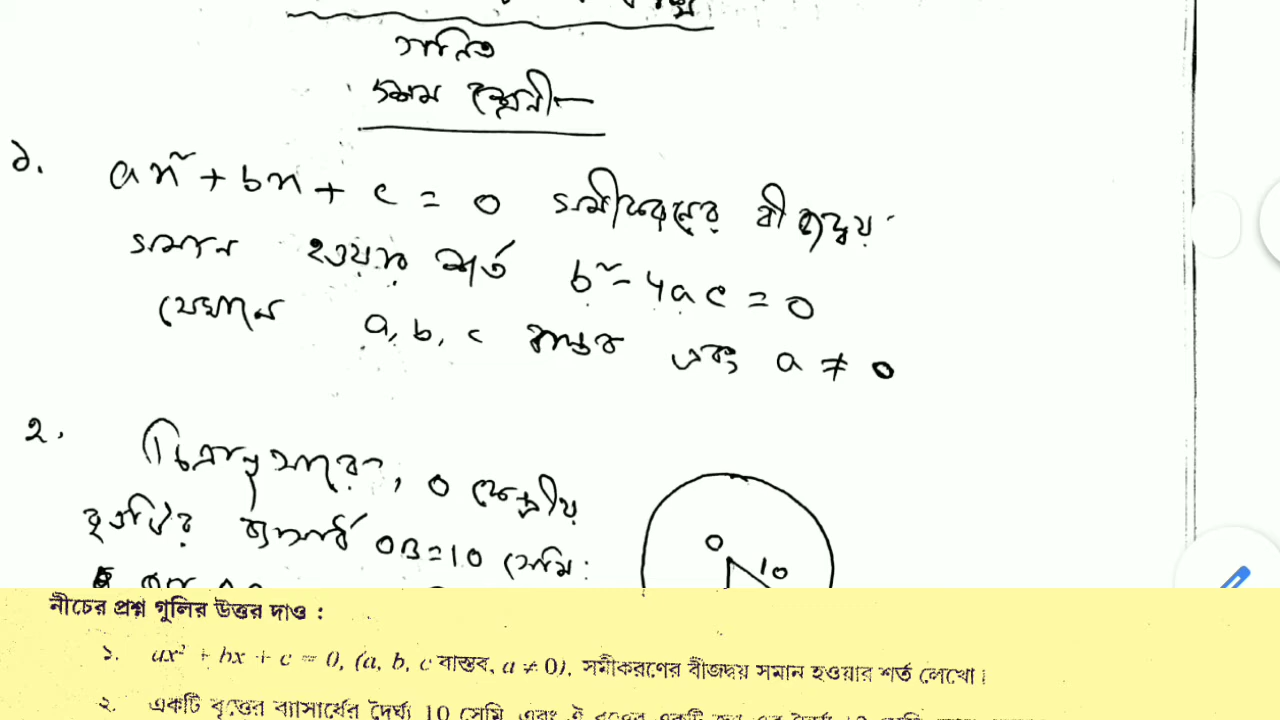 গনিত
দশম শ্রেনী—
১. ax² + bx + c = 0 সমীকরণের বীজদ্বয়
সমান হওয়ার শর্ত b² - 4ac = 0
যেখানে a, b, c বাস্তব এবং a ≠ 0
২. চিত্রানুসারে, O কেন্দ্রীয়
বৃত্তটির ব্যাসার্ধ OB = 10 সেমি.
O
10
নীচের প্রশ্ন গুলির উত্তর দাও :
১. ax² + bx + c = 0, (a, b, c বাস্তব, a ≠ 0), সমীকরণের বীজদ্বয় সমান হওয়ার শর্ত লেখো।
২. একটি বৃত্তের ব্যাসার্ধের দৈর্ঘ্য 10 সেমি এবং ঐ বৃত্তের একটি